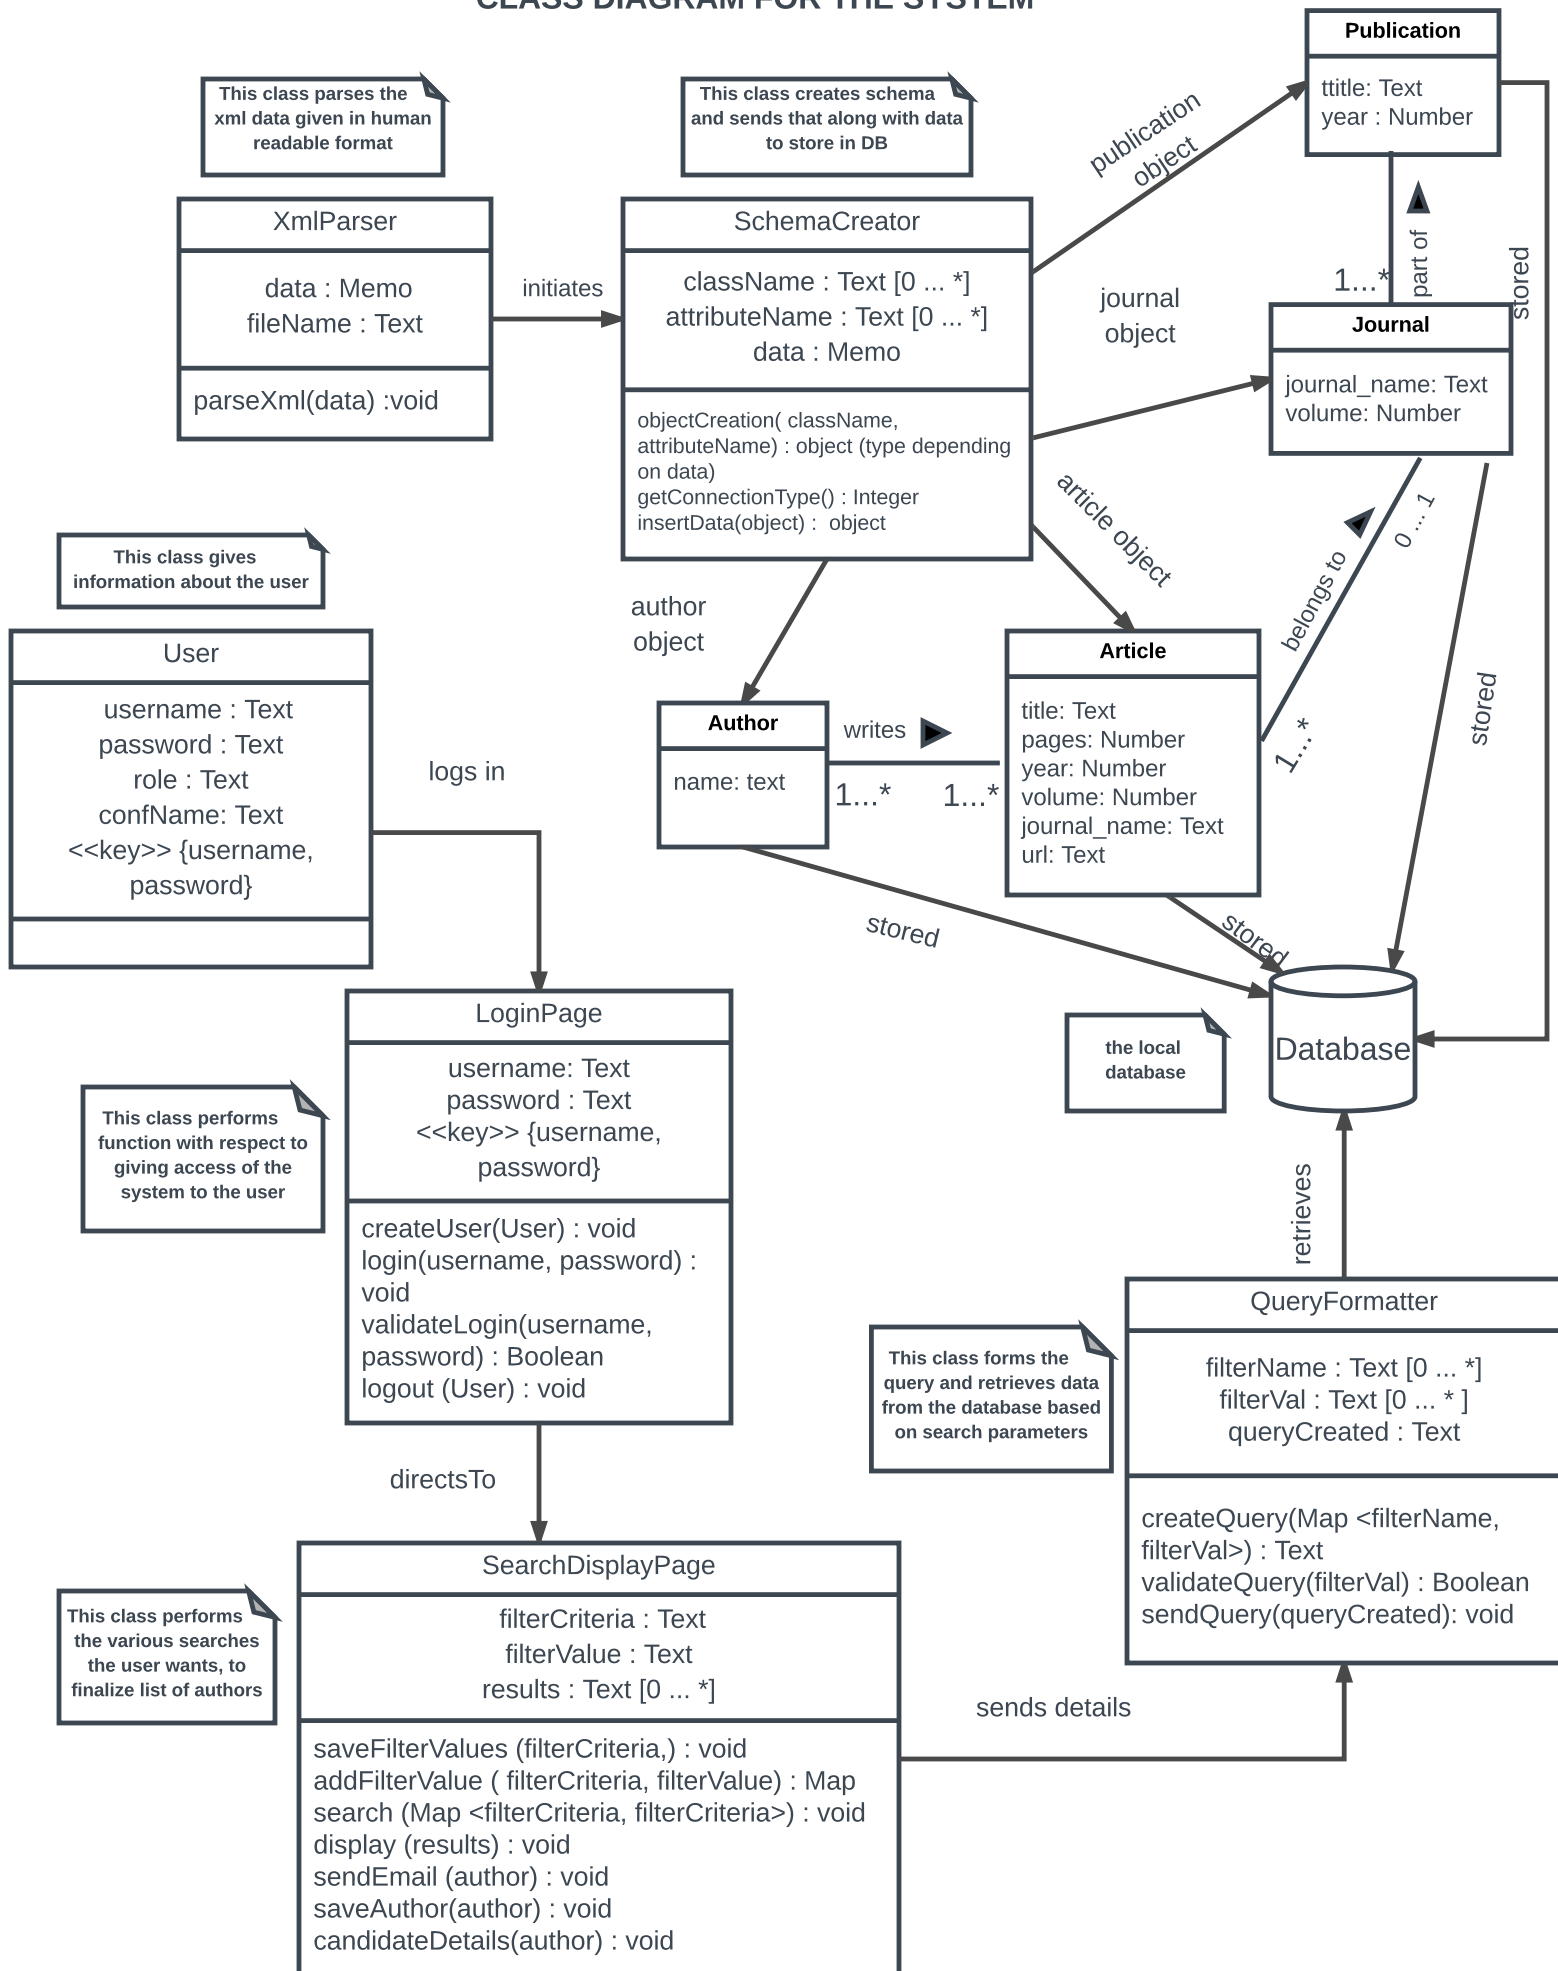 CLASS DIAGRAM FOR THE SYSTEM
This class parses the
xml data given in human
readable format
This class creates schema
and sends that along with data
to store in DB
Publication
ttitle: Text
year : Number
publication
object
XmlParser
data : Memo
fileName : Text
parseXml(data) :void
initiates
SchemaCreator
className : Text [0 ... *]
attributeName : Text [0 ... *]
data : Memo
objectCreation( className,
attributeName) : object (type depending
on data)
getConnectionType() : Integer
insertData(object) :  object
journal
object
1...*
part of
stored
Journal
journal_name: Text
volume: Number
article object
belongs to
0 ... 1
1...*
stored
This class gives
information about the user
User
username : Text
password : Text
role : Text
confName: Text
<<key>> {username,
password}
logs in
author
object
Author
name: text
writes
1...*
1...*
Article
title: Text
pages: Number
year: Number
volume: Number
journal_name: Text
url: Text
stored
stored
the local
database
Database
LoginPage
username: Text
password : Text
<<key>> {username,
password}
createUser(User) : void
login(username, password) :
void
validateLogin(username,
password) : Boolean
logout (User) : void
This class performs
function with respect to
giving access of the
system to the user
retrieves
QueryFormatter
filterName : Text [0 ... *]
filterVal : Text [0 ... * ]
queryCreated : Text
createQuery(Map <filterName,
filterVal>) : Text
validateQuery(filterVal) : Boolean
sendQuery(queryCreated): void
This class forms the
query and retrieves data
from the database based
on search parameters
directsTo
SearchDisplayPage
filterCriteria : Text
filterValue : Text
results : Text [0 ... *]
saveFilterValues (filterCriteria,) : void
addFilterValue ( filterCriteria, filterValue) : Map
search (Map <filterCriteria, filterCriteria>) : void
display (results) : void
sendEmail (author) : void
saveAuthor(author) : void
candidateDetails(author) : void
This class performs
the various searches
the user wants, to
finalize list of authors
sends details